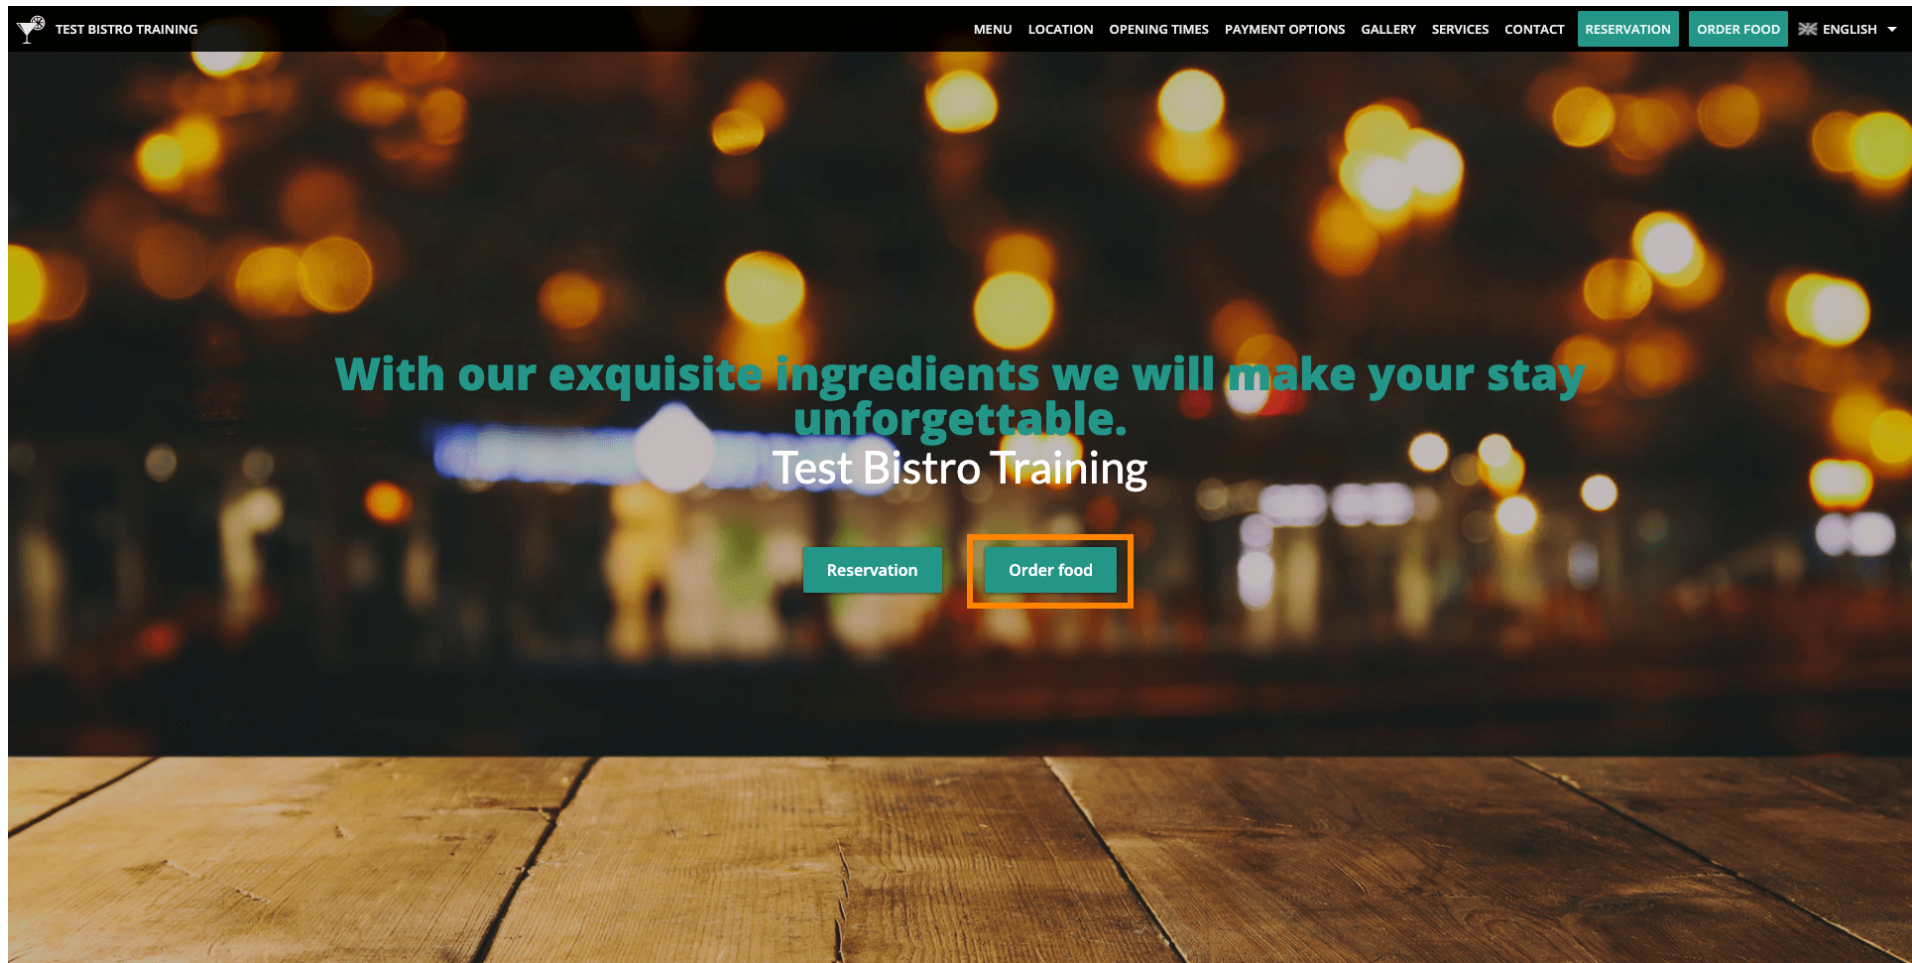 TEST BISTRO TRAINING
MENU LOCATION OPENING TIMES PAYMENT OPTIONS GALLERY SERVICES CONTACT RESERVATION ORDER FOOD ENGLISH
With our exquisite ingredients we will make your stay
unforgettable.
Test Bistro Training
Reservation Order food